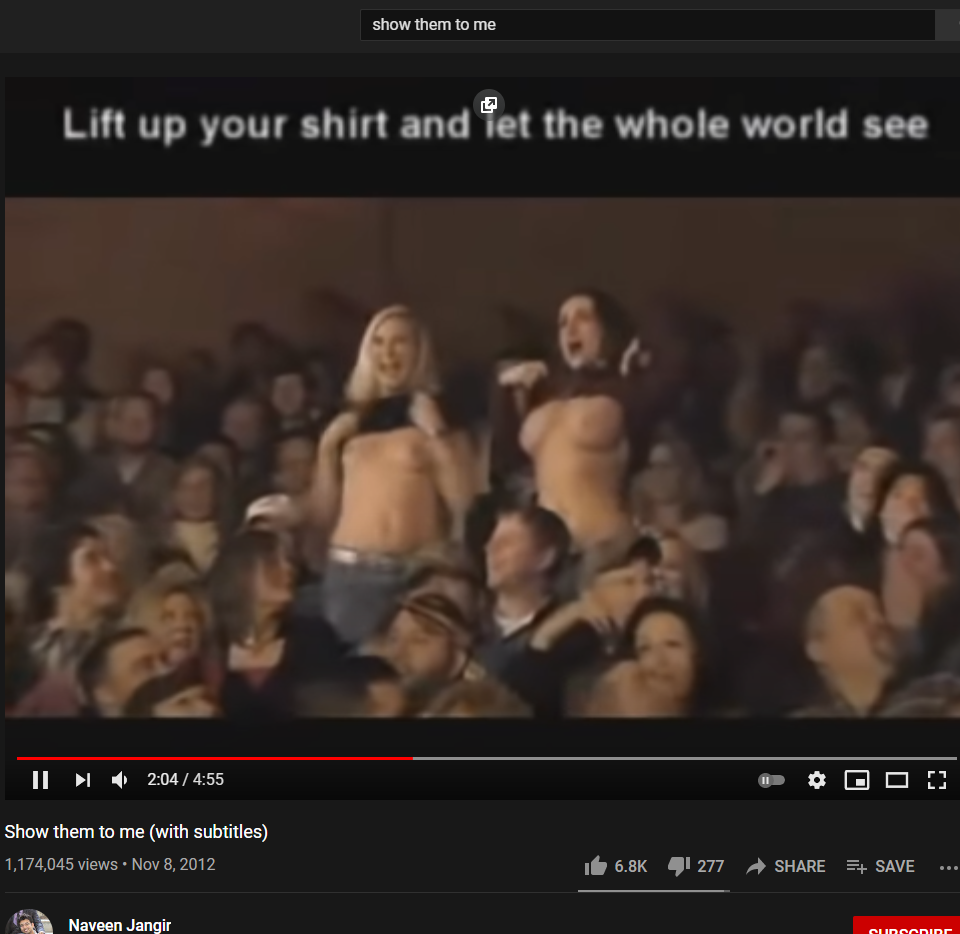 show them to me
Lift up your shirt and let the whole world see
2:04 / 4:55
Show them to me (with subtitles)
1,174,045 views • Nov 8, 2012
6.8K
277
SHARE
SAVE
Naveen Jangir
SUBSCRIBE